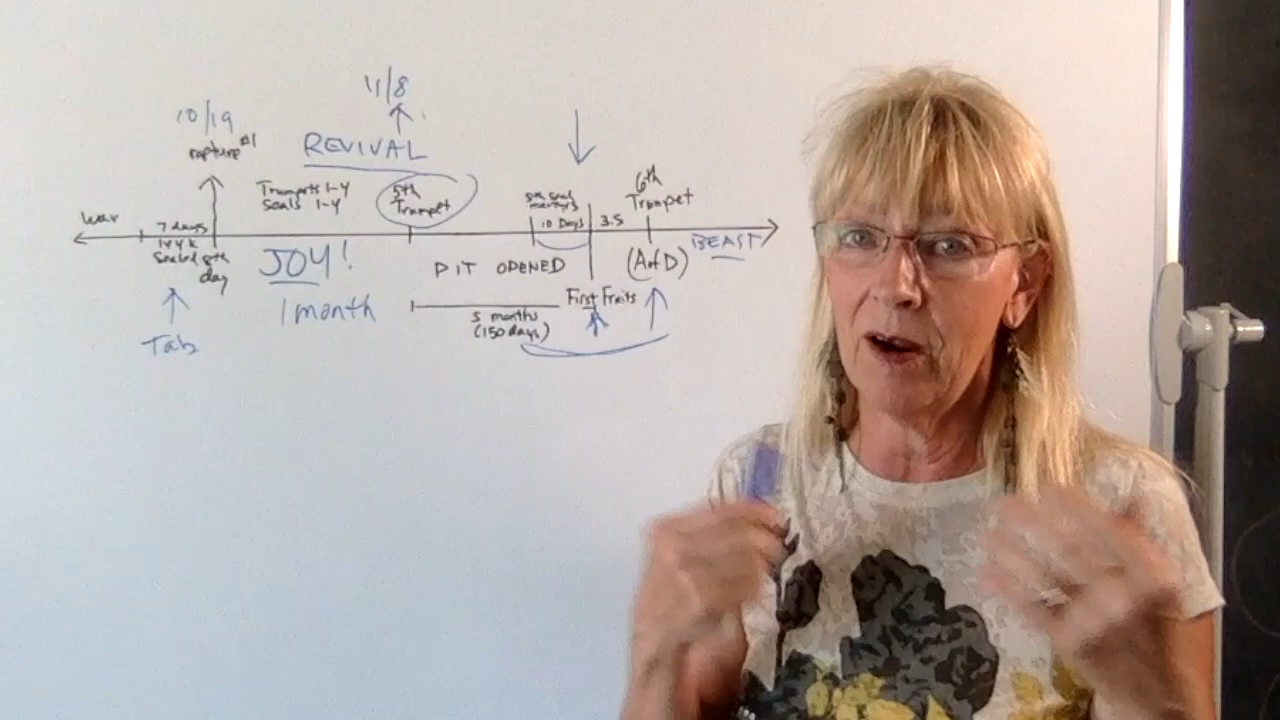 11/8
10/19
rapture #1
REVIVAL
Trumpets 1-4
Seals 1-4
5th
Trumpet
5th seal
martyrs
6th
Trumpet
war
7 days
10 Days
3.5
BEAST
144k
sealed 8th
day
JOY!
PIT OPENED
(A of D)
1 month
First Fruits
5 months
(150 days)
Tab